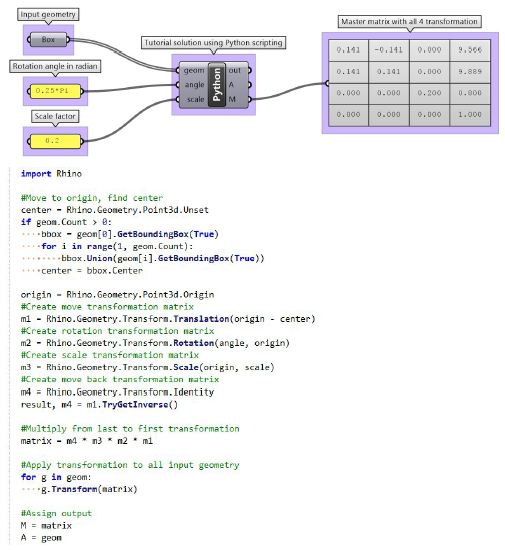 Input geometry
Box
Rotation angle in radian
0.25*Pi
Scale factor
0.2
Tutorial solution using Python scripting
geom
angle
scale
Python
out
A
M
Master matrix with all 4 transformation
0.141 -0.141 0.000 9.566
0.141 0.141 0.000 9.889
0.000 0.000 0.200 0.800
0.000 0.000 0.000 1.000
import Rhino
#Move to origin, find center
center = Rhino.Geometry.Point3d.Unset
if geom.Count > 0:
····bbox = geom[0].GetBoundingBox(True)
····for i in range(1, geom.Count):
········bbox.Union(geom[i].GetBoundingBox(True))
····center = bbox.Center
origin = Rhino.Geometry.Point3d.Origin
#Create move transformation matrix
m1 = Rhino.Geometry.Transform.Translation(origin - center)
#Create rotation transformation matrix
m2 = Rhino.Geometry.Transform.Rotation(angle, origin)
#Create scale transformation matrix
m3 = Rhino.Geometry.Transform.Scale(origin, scale)
#Create move back transformation matrix
m4 = Rhino.Geometry.Transform.Identity
result, m4 = m1.TryGetInverse()
#Multiply from last to first transformation
matrix = m4 * m3 * m2 * m1
#Apply transformation to all input geometry
for g in geom:
····g.Transform(matrix)
#Assign output
M = matrix
A = geom